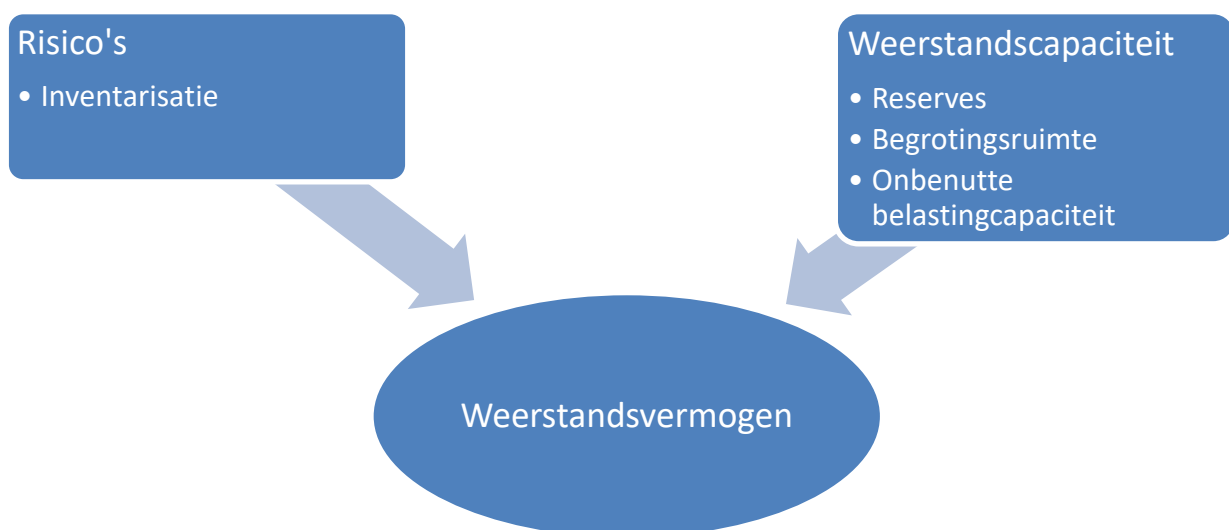 Risico's
• Inventarisatie
Weerstandscapaciteit
• Reserves
• Begrotingsruimte
• Onbenutte
belastingcapaciteit
Weerstandsvermogen